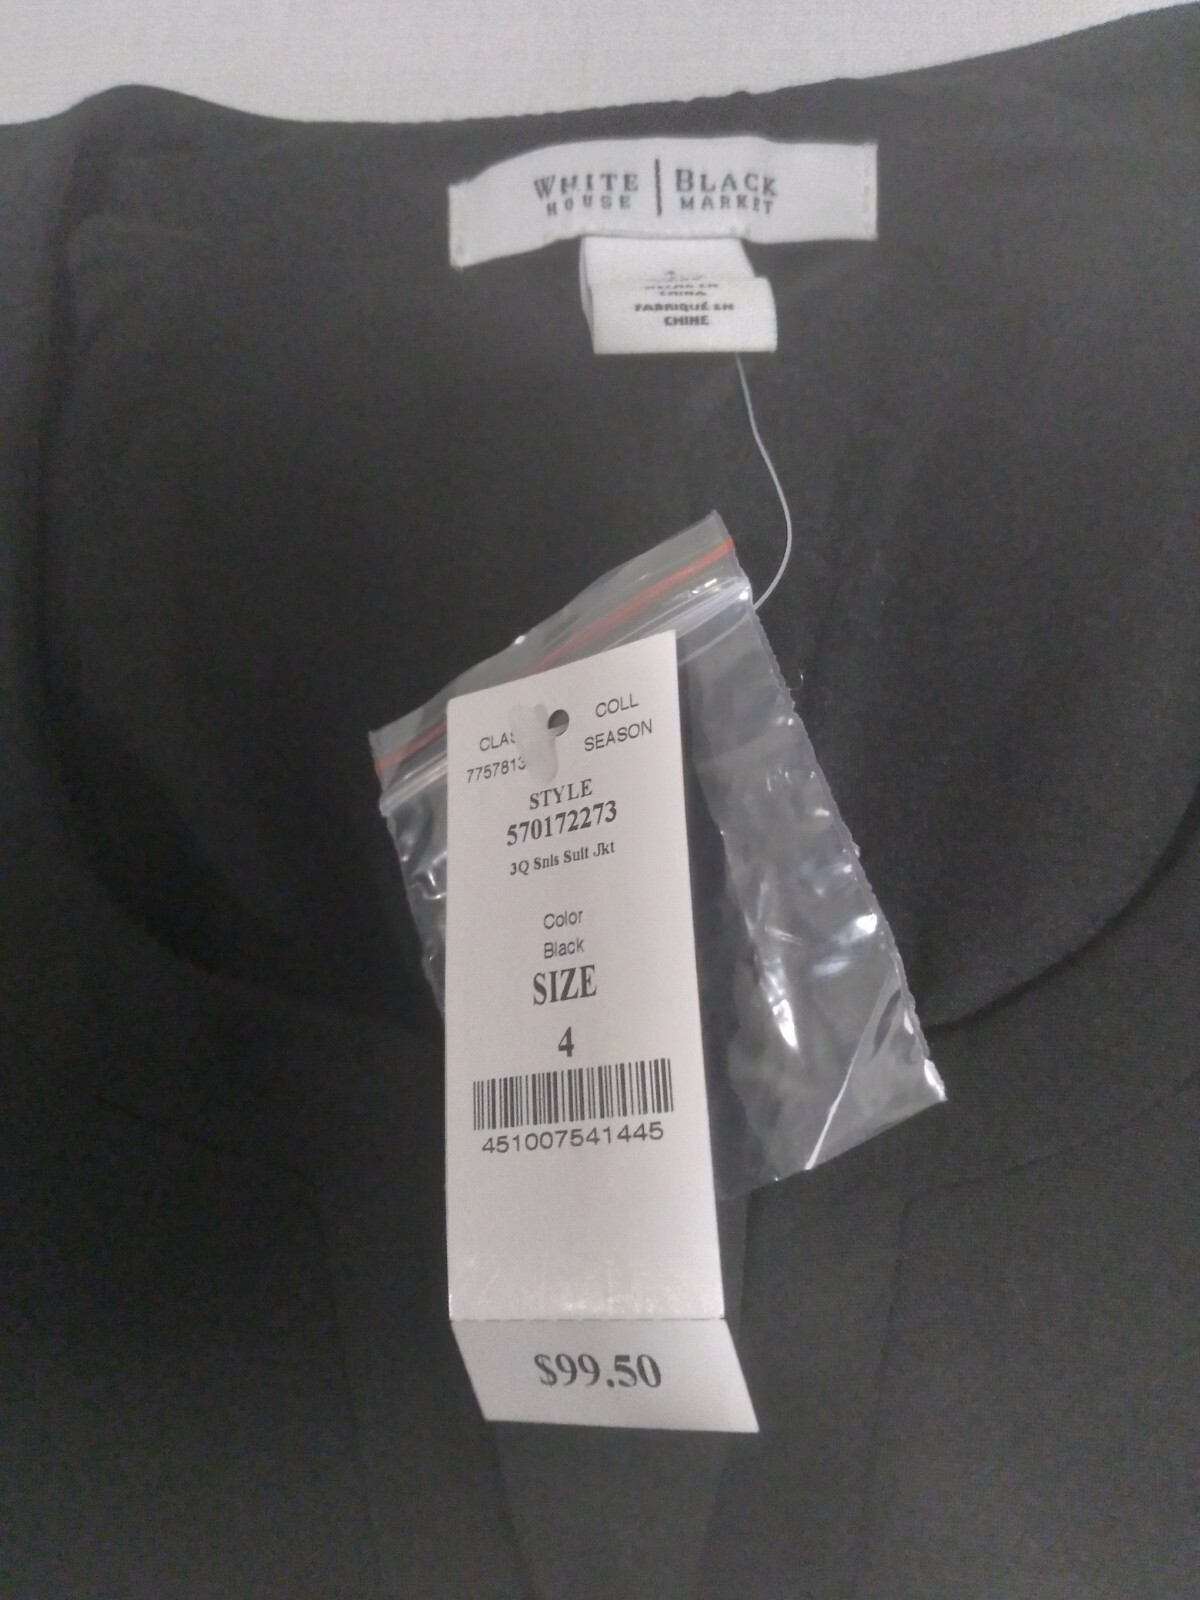 WHITE | BLACK
HOUSE | MARKET
CHINA
FABRIQUÉ EN
CHINE
COLL
SEASON
STYLE
570172273
3Q Snls Suit Jkt
Color
Black
SIZE
4
451007541445
$99.50